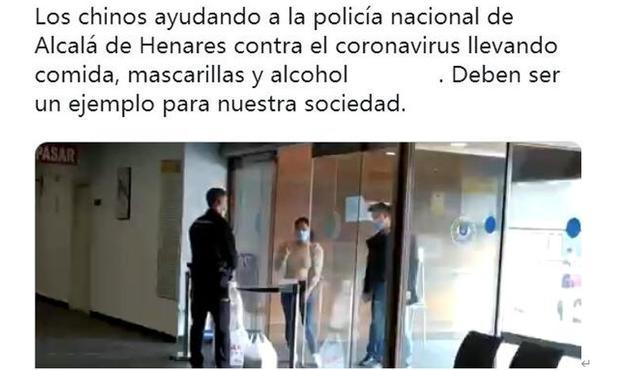 Los chinos ayudando a la policía nacional de
Alcalá de Henares contra el coronavirus llevando
comida, mascarillas y alcohol . Deben ser
un ejemplo para nuestra sociedad.
PASAR